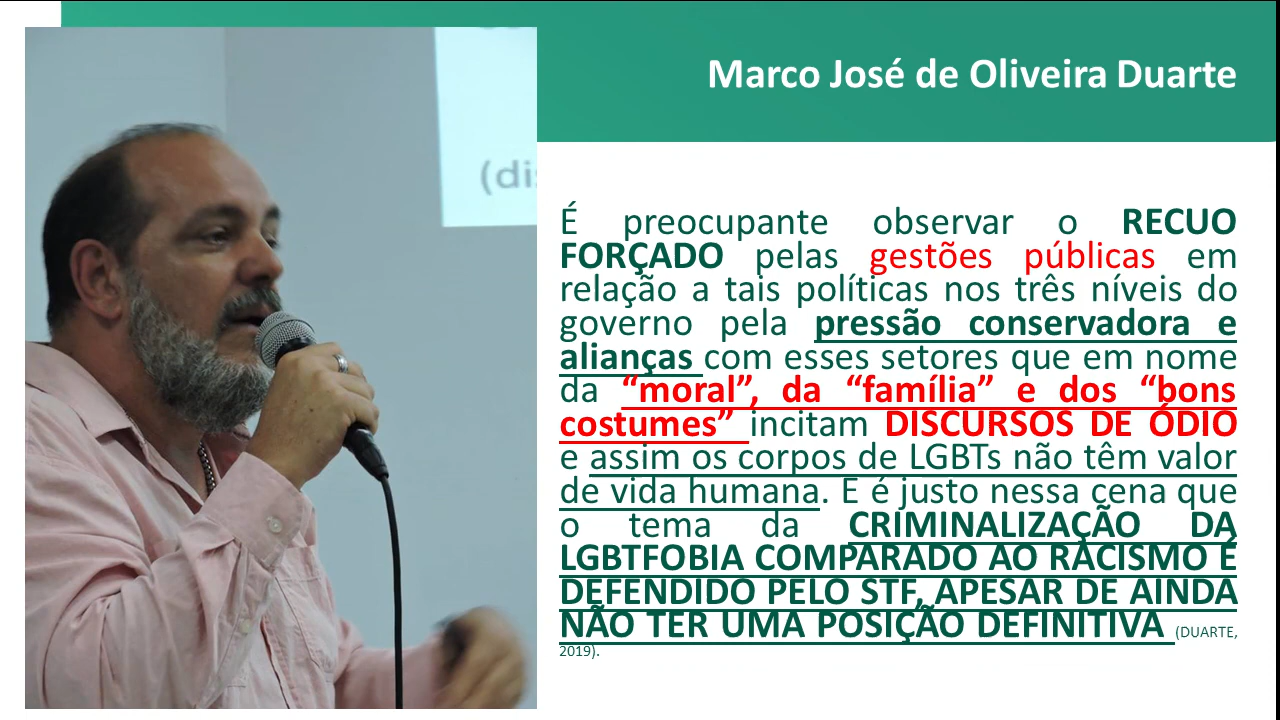 Marco José de Oliveira Duarte
(di
É preocupante observar o RECUO
FORÇADO pelas gestões públicas em
relação a tais políticas nos três níveis do
governo pela pressão conservadora e
alianças com esses setores que em nome
da “moral”, da “família” e dos “bons
costumes” incitam DISCURSOS DE ÓDIO
e assim os corpos de LGBTs não têm valor
de vida humana. E é justo nessa cena que
o tema da CRIMINALIZAÇÃO DA
LGBTFOBIA COMPARADO AO RACISMO É
DEFENDIDO PELO STF, APESAR DE AINDA
NÃO TER UMA POSIÇÃO DEFINITIVA (DUARTE,
2019).